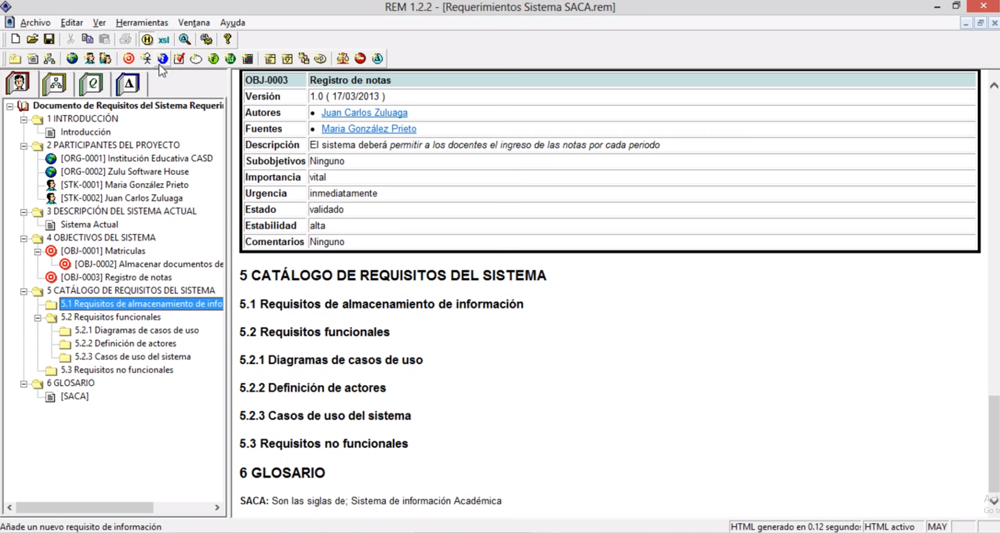 REM 1.2.2 - [Requerimientos Sistema SACA.rem]
Archivo Editar Ver Herramientas Ventana Ayuda
H xsl ?
Q A
Documento de Requisitos del Sistema Requeri
1 INTRODUCCIÓN
Introducción
2 PARTICIPANTES DEL PROYECTO
[ORG-0001] Institución Educativa CASD
[ORG-0002] Zulu Software House
[STK-0001] Maria González Prieto
[STK-0002] Juan Carlos Zuluaga
3 DESCRIPCIÓN DEL SISTEMA ACTUAL
Sistema Actual
4 OBJECTIVOS DEL SISTEMA
[OBJ-0001] Matriculas
[OBJ-0002] Almacenar documentos de
[OBJ-0003] Registro de notas
5 CATÁLOGO DE REQUISITOS DEL SISTEMA
5.1 Requisitos de almacenamiento de info
5.2 Requisitos funcionales
5.2.1 Diagramas de casos de uso
5.2.2 Definición de actores
5.2.3 Casos de uso del sistema
5.3 Requisitos no funcionales
6 GLOSARIO
[SACA]
OBJ-0003 Registro de notas
Versión 1.0 ( 17/03/2013 )
Autores • Juan Carlos Zuluaga
Fuentes • Maria González Prieto
Descripción El sistema deberá permitir a los docentes el ingreso de las notas por cada periodo
Subobjetivos Ninguno
Importancia vital
Urgencia inmediatamente
Estado validado
Estabilidad alta
Comentarios Ninguno
5 CATÁLOGO DE REQUISITOS DEL SISTEMA
5.1 Requisitos de almacenamiento de información
5.2 Requisitos funcionales
5.2.1 Diagramas de casos de uso
5.2.2 Definición de actores
5.2.3 Casos de uso del sistema
5.3 Requisitos no funcionales
6 GLOSARIO
SACA: Son las siglas de; Sistema de información Académica
Go to
Añade un nuevo requisito de información
HTML generado en 0.12 segundo: HTML activo MAY